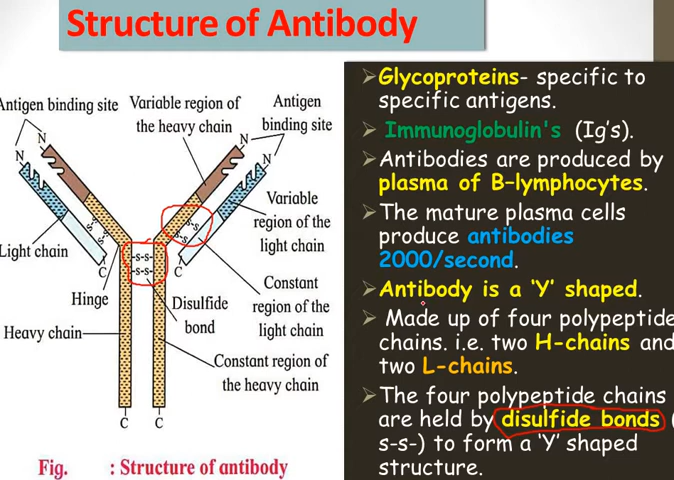 Structure of Antibody
Antigen binding site
Variable region of
the heavy chain
Antigen
binding site
N
N
N
N
Variable
region of the
light chain
Light chain
S
S
-s-s-
-s-s-
S-S
C
C
Hinge
Disulfide
bond
Constant
region of the
light chain
Heavy chain
Constant region of
the heavy chain
C
C
Fig. : Structure of antibody
➢Glycoproteins- specific to
specific antigens.
➢Immunoglobulin's (Ig's).
➢Antibodies are produced by
plasma of B-lymphocytes.
➢The mature plasma cells
produce antibodies
2000/second.
➢Antibody is a 'Y' shaped.
➢Made up of four polypeptide
chains. i.e. two H-chains and
two L-chains.
➢The four polypeptide chains
are held by disulfide bonds (
s-s-) to form a 'Y' shaped
structure.